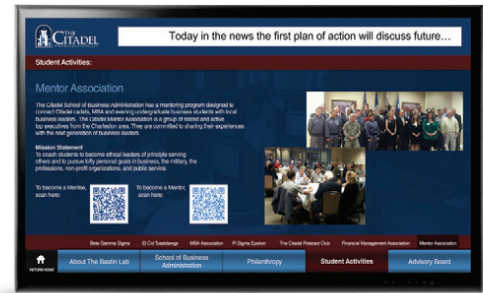 THE
CITADEL
Today in the news the first plan of action will discuss future...
Student Activities:
Mentor Association
The Citadel School of Business Administration has a mentoring program designed to
connect Citadel cadets, MBA and evening undergraduate business students with local
business leaders. The Citadel Mentor Association is a group of retired and active
top executives from the Charleston area. They are committed to sharing their experiences
with the next generation of business leaders.
Mission Statement
To coach students to become ethical leaders of principle serving
others and to pursue lofty personal goals in business, the military, the
professions, non-profit organizations, and public service.
To become a Mentee,
scan here:
To become a Mentor,
scan here:
Beta Gamma Sigma
El Cid Toastdawgs
MBA Association
Pi Sigma Epsilon
The Citadel Rotaract Club
Financial Management Association
Mentor Association
RETURN HOME
About The Bastin Lab
School of Business
Administration
Philanthropy
Student Activities
Advisory Board